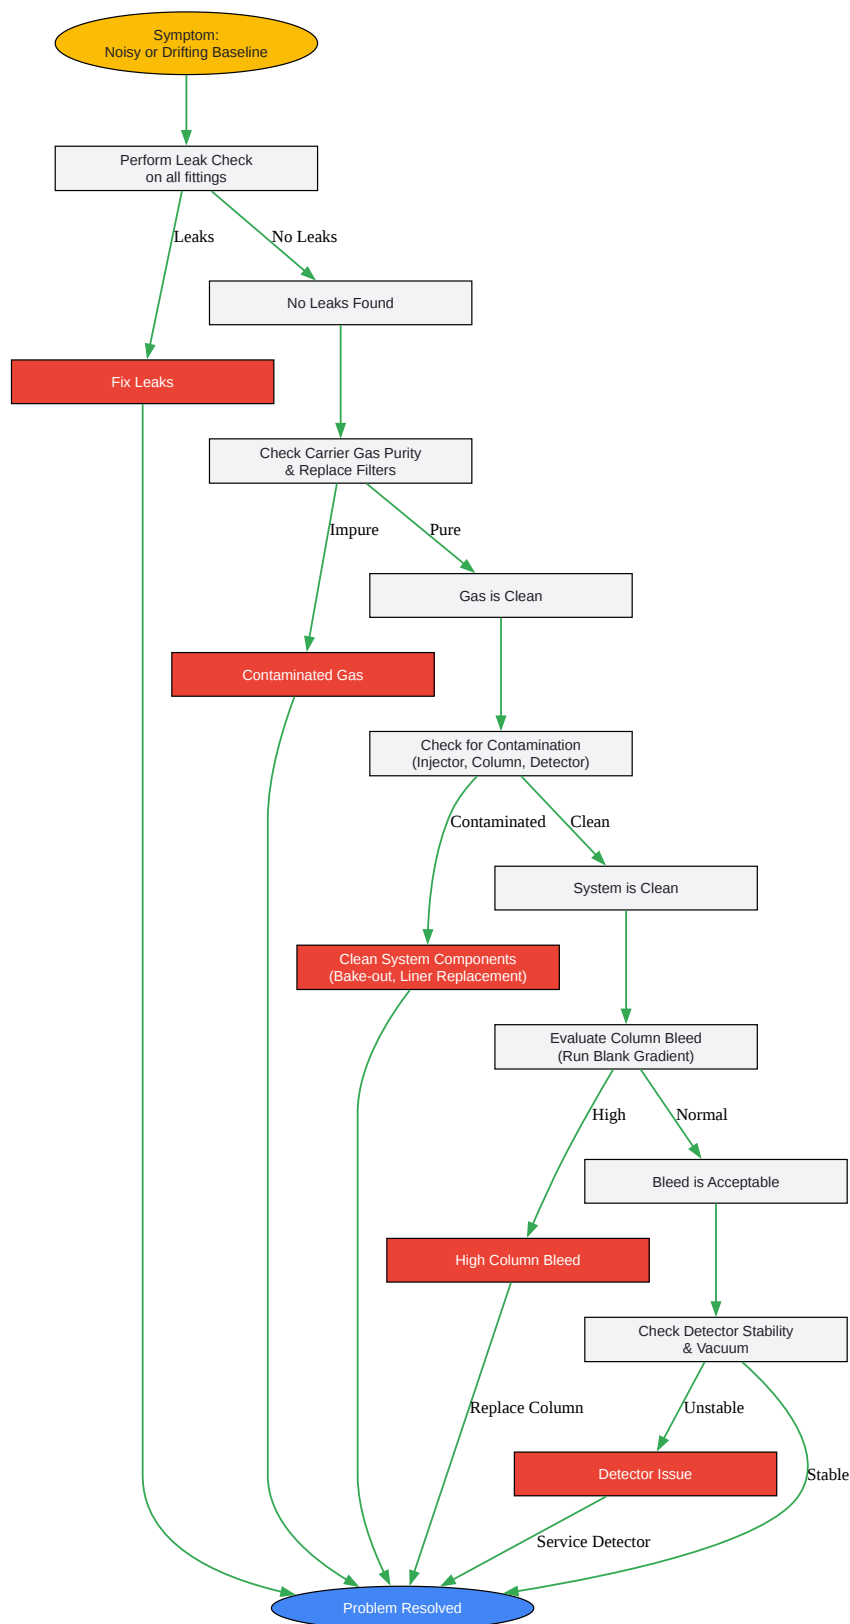 Symptom:
Noisy or Drifting Baseline
Perform Leak Check
on all fittings
Leaks
No Leaks
No Leaks Found
Fix Leaks
Check Carrier Gas Purity
& Replace Filters
Impure
Pure
Gas is Clean
Contaminated Gas
Check for Contamination
(Injector, Column, Detector)
Contaminated
Clean
System is Clean
Clean System Components
(Bake-out, Liner Replacement)
Evaluate Column Bleed
(Run Blank Gradient)
High
Normal
Bleed is Acceptable
High Column Bleed
Check Detector Stability
& Vacuum
Replace Column
Unstable
Detector Issue
Stable
Service Detector
Problem Resolved